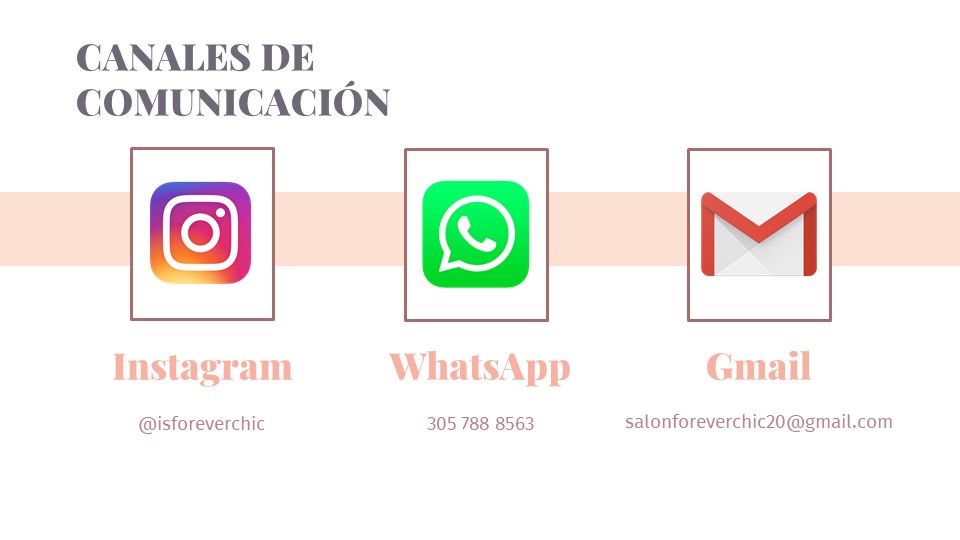 CANALES DE
COMUNICACIÓN
Instagram
WhatsApp
Gmail
@isforeverchic
305 788 8563
salonforeverchic20@gmail.com